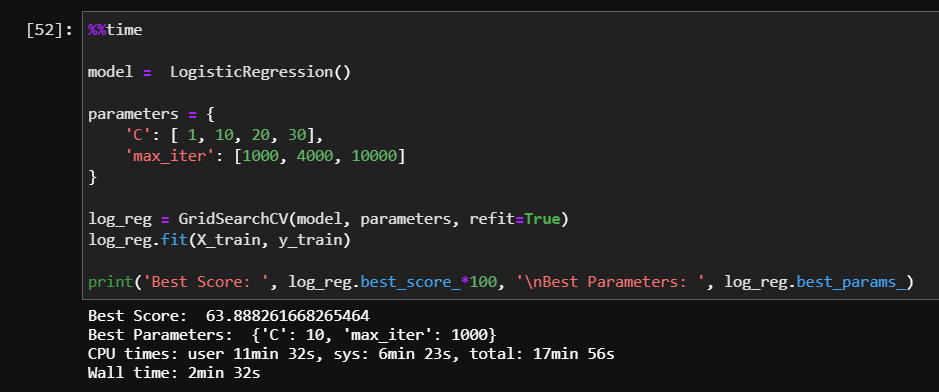 [52]: %%time
model =  LogisticRegression()
parameters = {
    'C': [ 1, 10, 20, 30],
    'max_iter': [1000, 4000, 10000]
}
log_reg = GridSearchCV(model, parameters, refit=True)
log_reg.fit(X_train, y_train)
print('Best Score: ', log_reg.best_score_*100, '\nBest Parameters: ', log_reg.best_params_)
Best Score:  63.888261668265464
Best Parameters:  {'C': 10, 'max_iter': 1000}
CPU times: user 11min 32s, sys: 6min 23s, total: 17min 56s
Wall time: 2min 32s